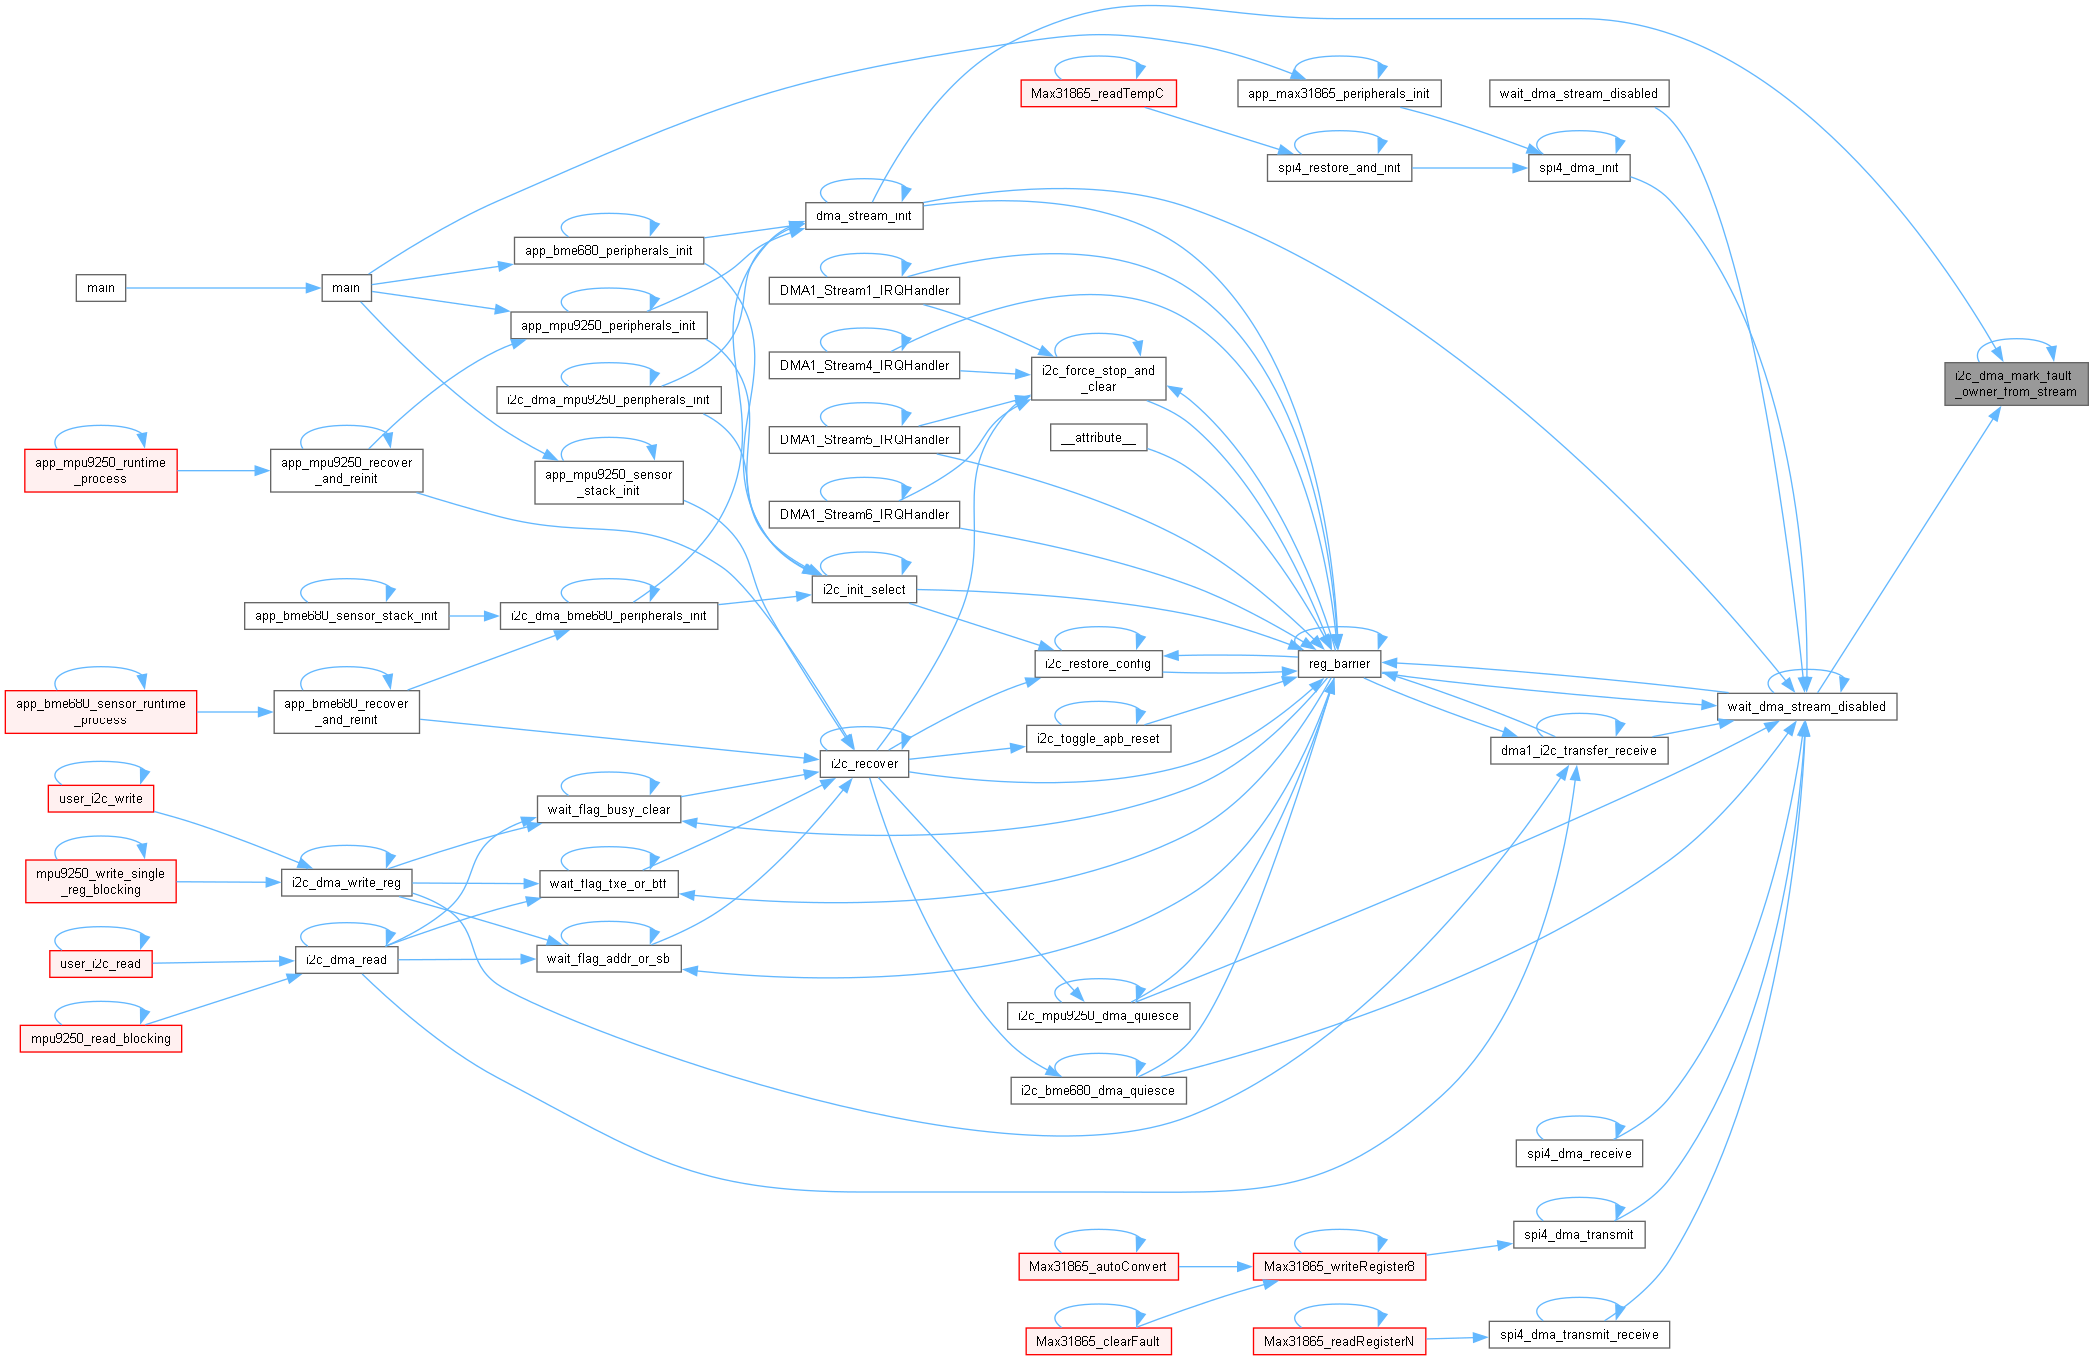 Max31865_readTempC
app_max31865_peripherals_init
wait_dma_stream_disabled
spi4_restore_and_init
spi4_dma_init
dma_stream_init
app_bme680_peripherals_init
main
main
DMA1_Stream1_IRQHandler
app_mpu9250_peripherals_init
DMA1_Stream4_IRQHandler
i2c_force_stop_and
_clear
i2c_dma_mark_fault
_owner_from_stream
i2c_dma_mpu9250_peripherals_init
DMA1_Stream5_IRQHandler
__attribute__
app_mpu9250_runtime
_process
app_mpu9250_recover
_and_reinit
app_mpu9250_sensor
_stack_init
DMA1_Stream6_IRQHandler
i2c_init_select
app_bme680_sensor_stack_init
i2c_dma_bme680_peripherals_init
i2c_restore_config
reg_barrier
app_bme680_sensor_runtime
_process
app_bme680_recover
_and_reinit
wait_dma_stream_disabled
i2c_toggle_apb_reset
dma1_i2c_transfer_receive
i2c_recover
user_i2c_write
wait_flag_busy_clear
mpu9250_write_single
_reg_blocking
i2c_dma_write_reg
wait_flag_txe_or_btf
user_i2c_read
i2c_dma_read
wait_flag_addr_or_sb
i2c_mpu9250_dma_quiesce
mpu9250_read_blocking
i2c_bme680_dma_quiesce
spi4_dma_receive
spi4_dma_transmit
Max31865_autoConvert
Max31865_writeRegister8
Max31865_clearFault
Max31865_readRegisterN
spi4_dma_transmit_receive